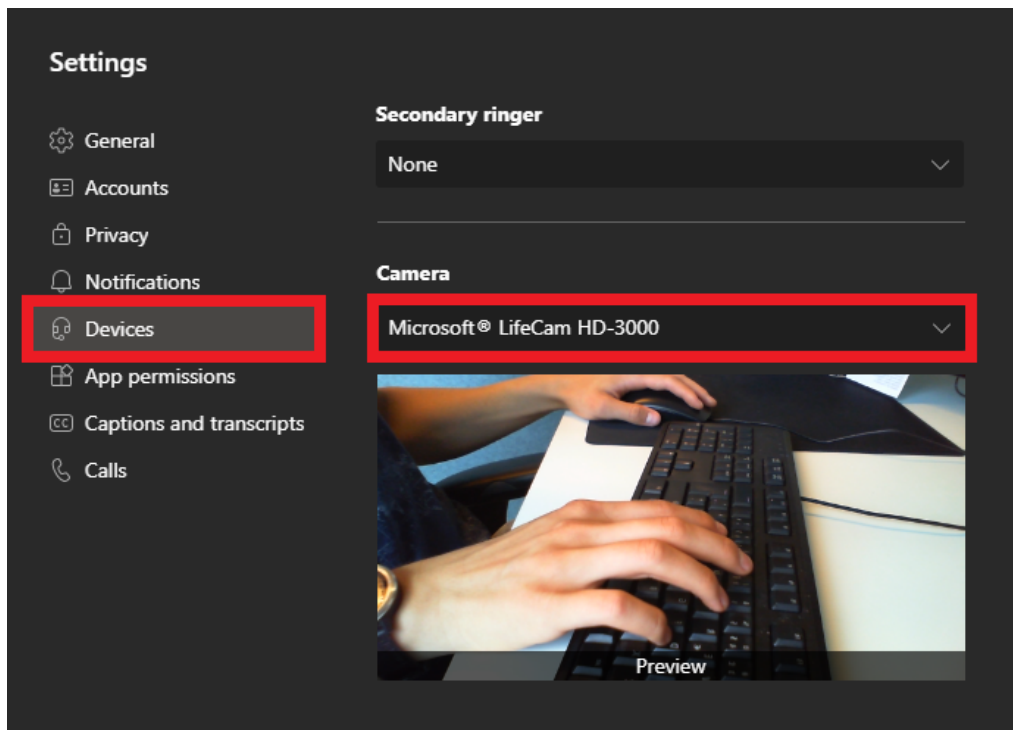 Settings
General
Accounts
Privacy
Notifications
Devices
App permissions
CC Captions and transcripts
Calls
Secondary ringer
None
Camera
Microsoft® LifeCam HD-3000
Preview